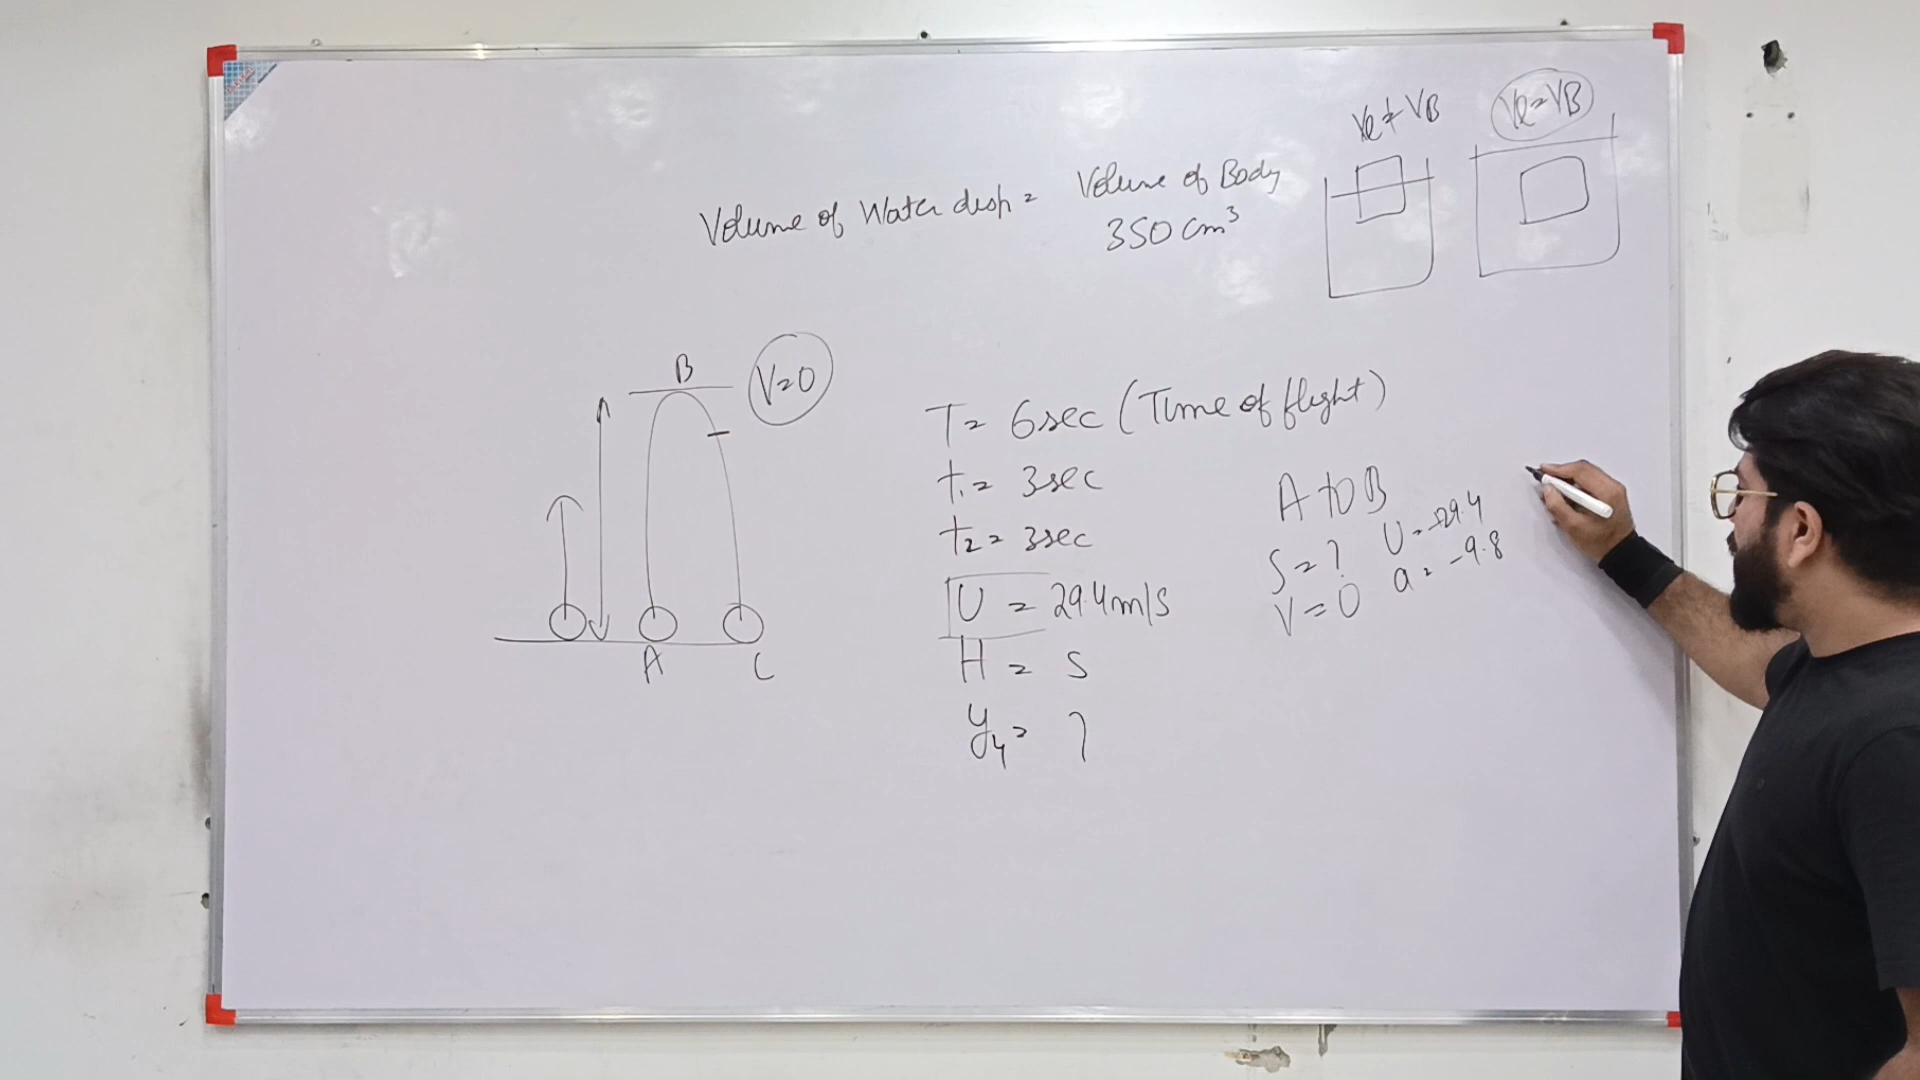 Ve ≠ VB
Ve = VB
Volume of Water desp = Volume of Body
350 cm³
B
V=0
A
C
T = 6sec (Time of flight)
t₁ = 3sec
t₂ = 3sec
U = 29.4m/s
H = S
y₄ = ?
A to B
S = ? U = -29.4
V = 0 a = -9.8